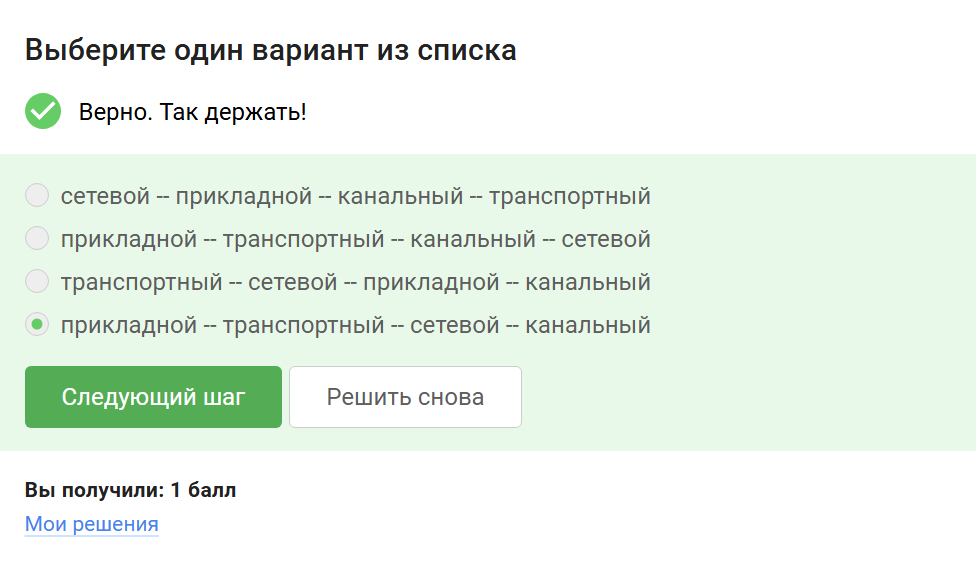 Выберите один вариант из списка
Верно. Так держать!
сетевой -- прикладной -- канальный -- транспортный
прикладной -- транспортный -- канальный -- сетевой
транспортный -- сетевой -- прикладной -- канальный
прикладной -- транспортный -- сетевой -- канальный
Следующий шаг Решить снова
Вы получили: 1 балл
Мои решения